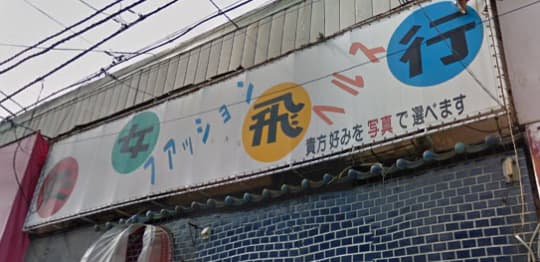 女飛行
ファッションヘルス
貴方好みを写真で選べます